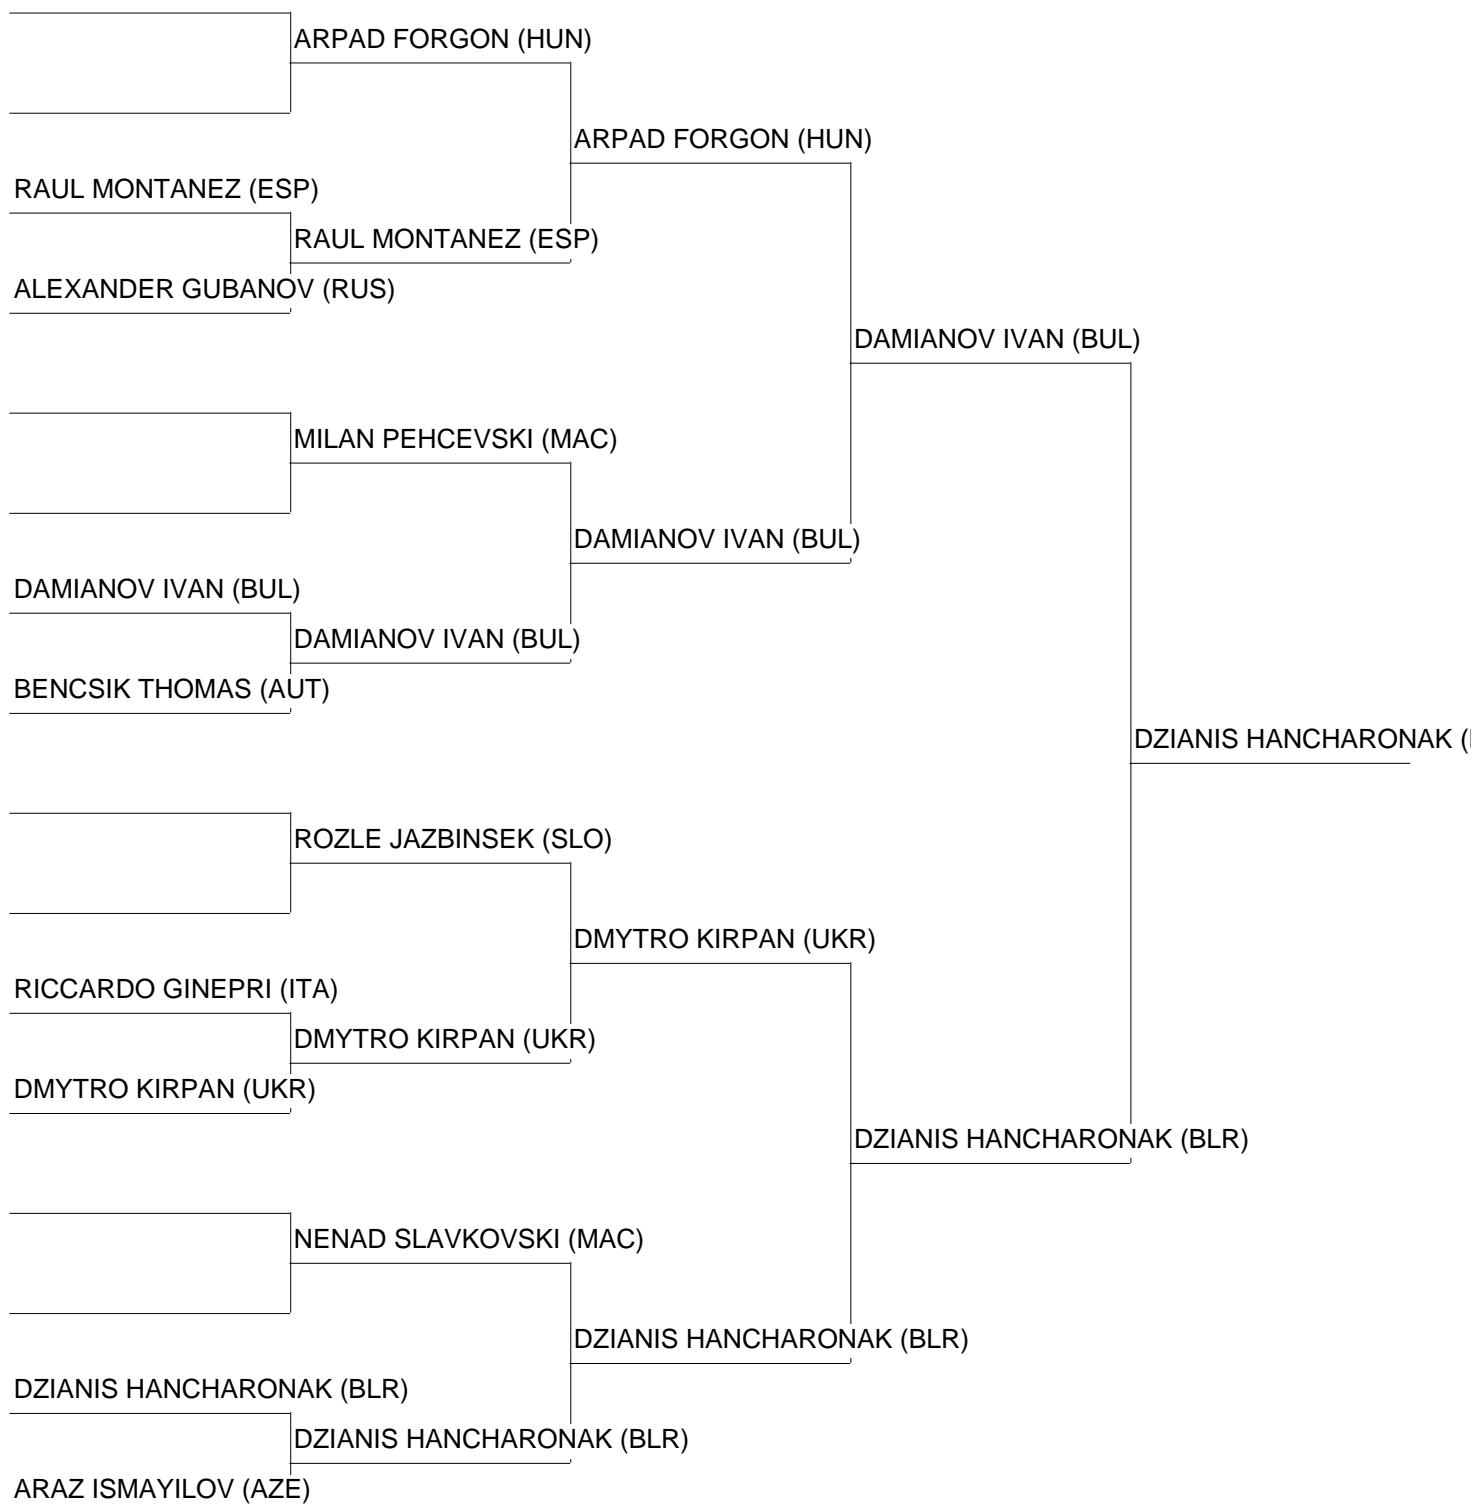 ARPAD FORGON (HUN)
ARPAD FORGON (HUN)
RAUL MONTANEZ (ESP)
RAUL MONTANEZ (ESP)
ALEXANDER GUBANOV (RUS)
DAMIANOV IVAN (BUL)
MILAN PEHCEVSKI (MAC)
DAMIANOV IVAN (BUL)
DAMIANOV IVAN (BUL)
DAMIANOV IVAN (BUL)
BENCSIK THOMAS (AUT)
DZIANIS HANCHARONAK (
ROZLE JAZBINSEK (SLO)
DMYTRO KIRPAN (UKR)
RICCARDO GINEPRI (ITA)
DMYTRO KIRPAN (UKR)
DMYTRO KIRPAN (UKR)
DZIANIS HANCHARONAK (BLR)
NENAD SLAVKOVSKI (MAC)
DZIANIS HANCHARONAK (BLR)
DZIANIS HANCHARONAK (BLR)
DZIANIS HANCHARONAK (BLR)
ARAZ ISMAYILOV (AZE)